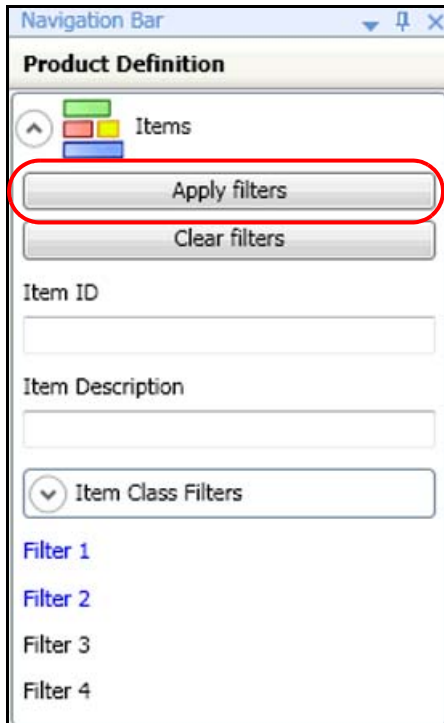 Navigation Bar
Product Definition
Items
Apply filters
Clear filters
Item ID
Item Description
Item Class Filters
Filter 1
Filter 2
Filter 3
Filter 4